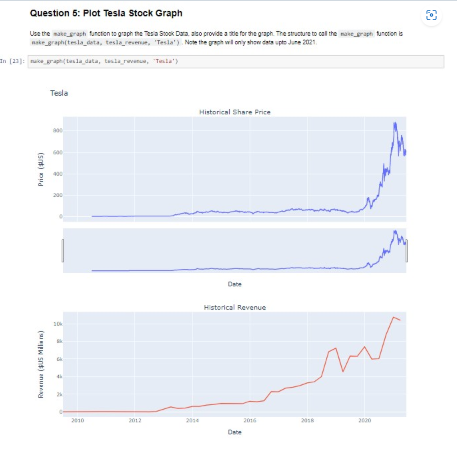 Question 5: Plot Tesla Stock Graph
Use the make_graph function to graph the Tesla Stock Data, also provide a title for the graph. The structure to call the make_graph function is
make_graph(tesla_data, tesla_revenue, 'Tesla'). Note the graph will only show data upto June 2021.
In [23]: make_graph(tesla_data, tesla_revenue, 'Tesla')
Tesla
Historical Share Price
Price ($US)
800
600
400
200
0
Date
Historical Revenue
Revenue ($US Millions)
10k
8k
6k
4k
2k
0
2010 2012 2014 2016 2018 2020
Date